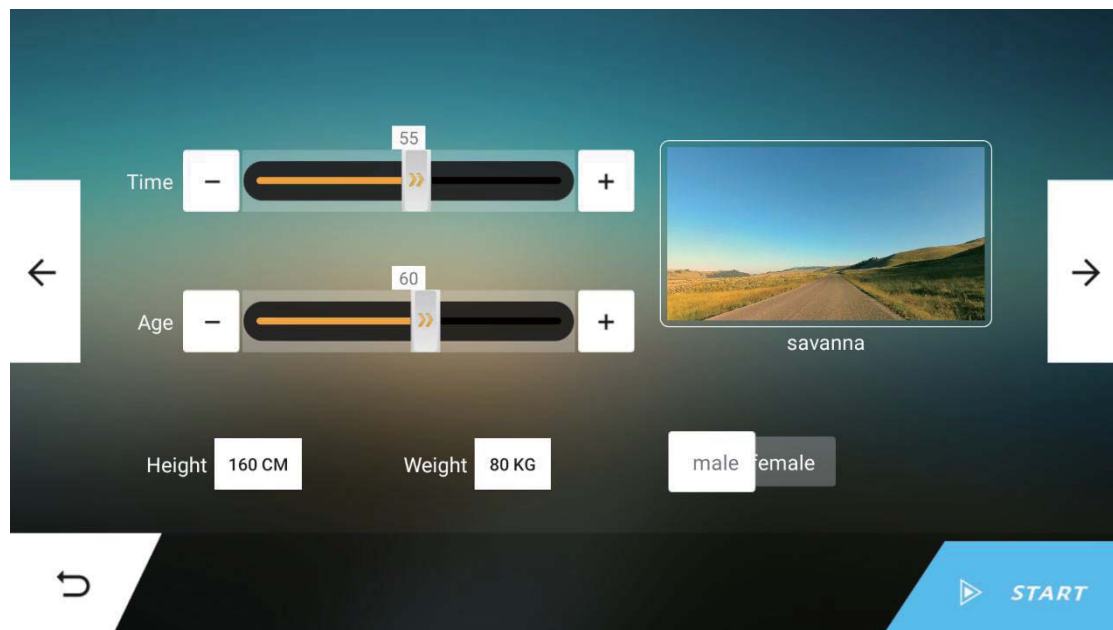 55
Time − +
60
Age − +
savanna
Height 160 CM Weight 80 KG male female
START